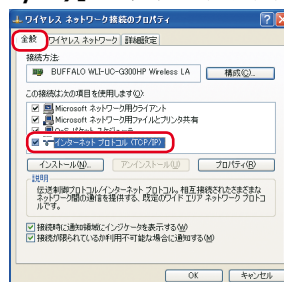 ワイヤレス ネットワーク接続のプロパティ
全般 ワイヤレス ネットワーク 詳細設定
接続方法:
BUFFALO WLI-UC-G300HP Wireless LA 構成(C)...
この接続は次の項目を使用します(O):
Microsoft ネットワーク用クライアント
Microsoft ネットワーク用ファイルとプリンタ共有
QoS パケット スケジューラ
インターネット プロトコル (TCP/IP)
インストール(N)... アンインストール(U) プロパティ(R)
説明
伝送制御プロトコル/インターネット プロトコル。相互接続されたさまざまな
ネットワーク間の通信を提供する、既定のワイド エリア ネットワーク プロトコ
ルです。
接続時に通知領域にインジケータを表示する(W)
接続が限られているか利用不可能な場合に通知する(M)
OK キャンセル